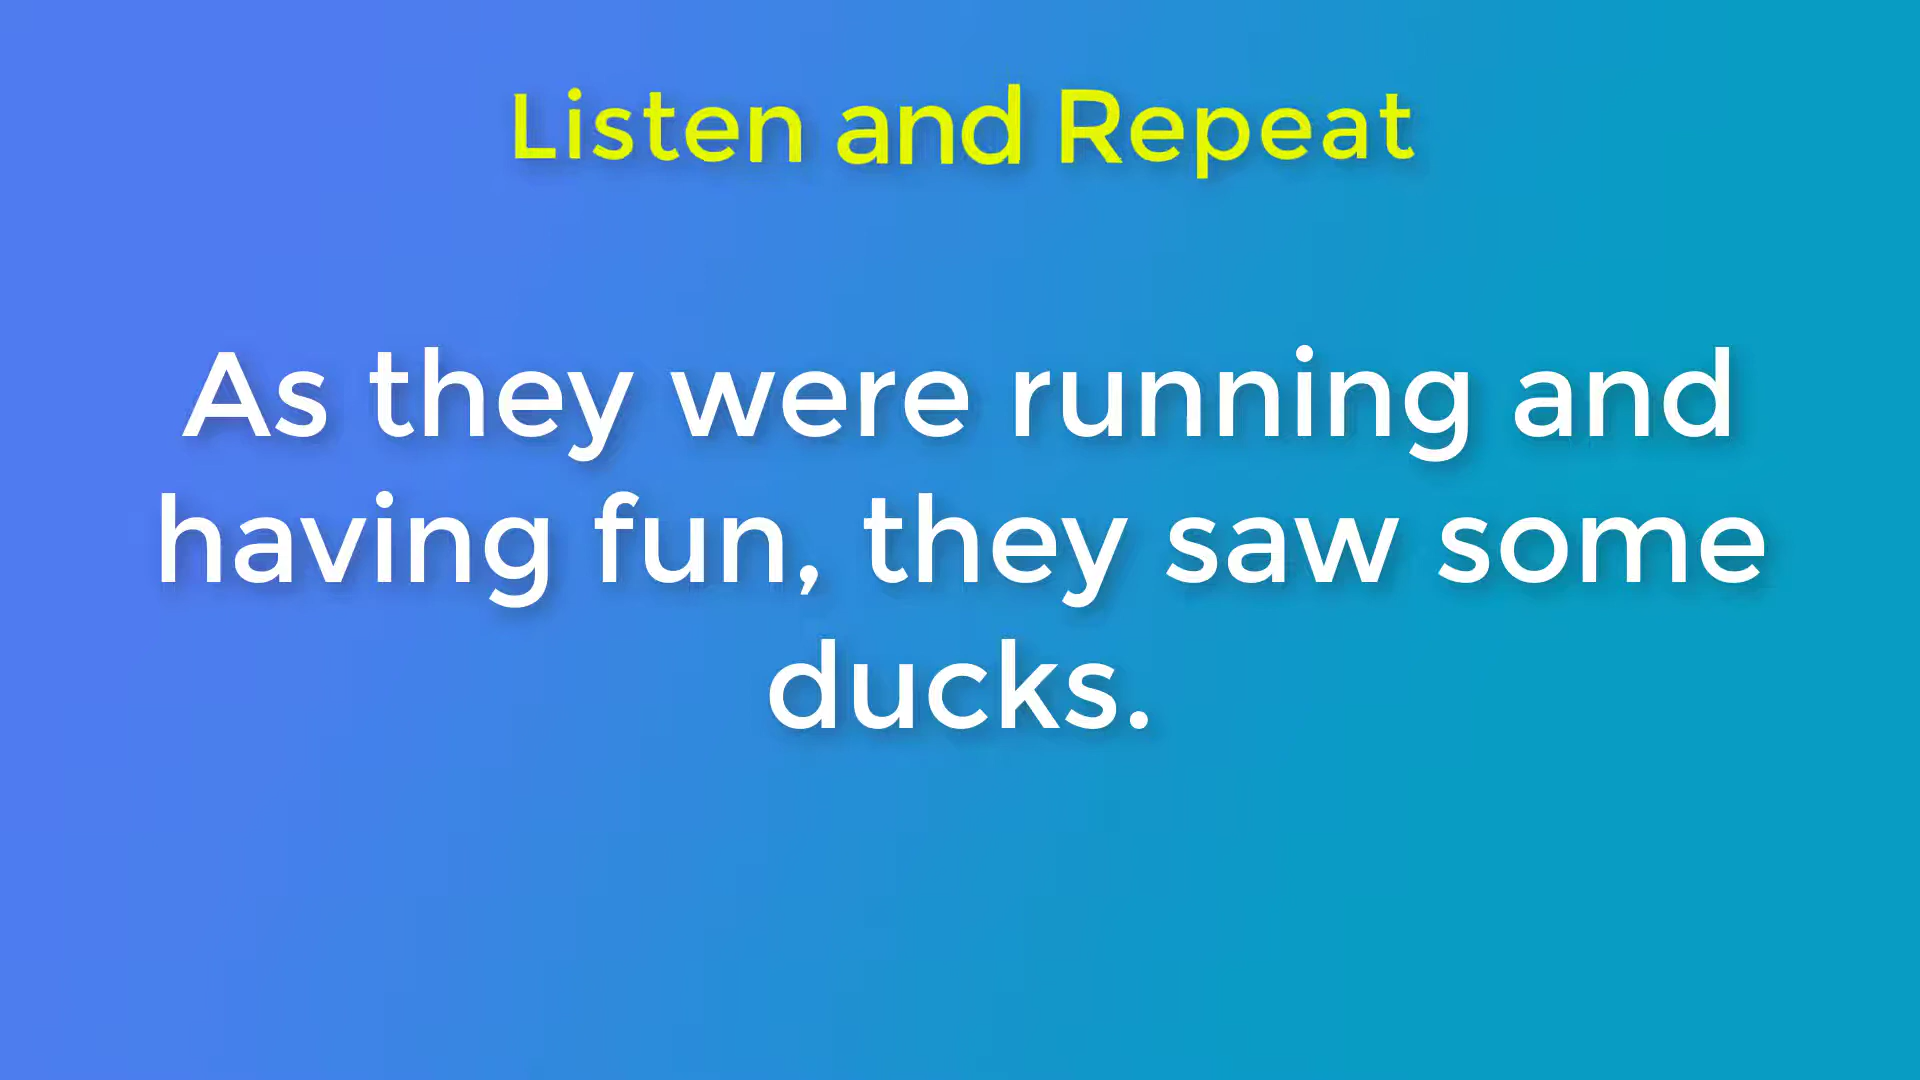 Listen and Repeat
As they were running and
having fun, they saw some
ducks.